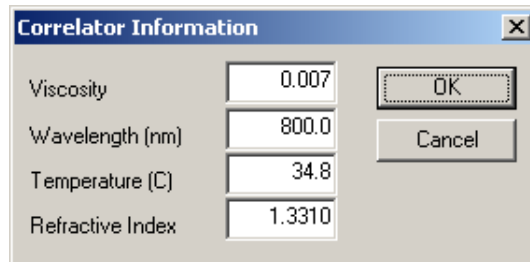 Correlator Information
Viscosity 0.007
Wavelength (nm) 800.0
Temperature (C) 34.8
Refractive Index 1.3310
OK
Cancel